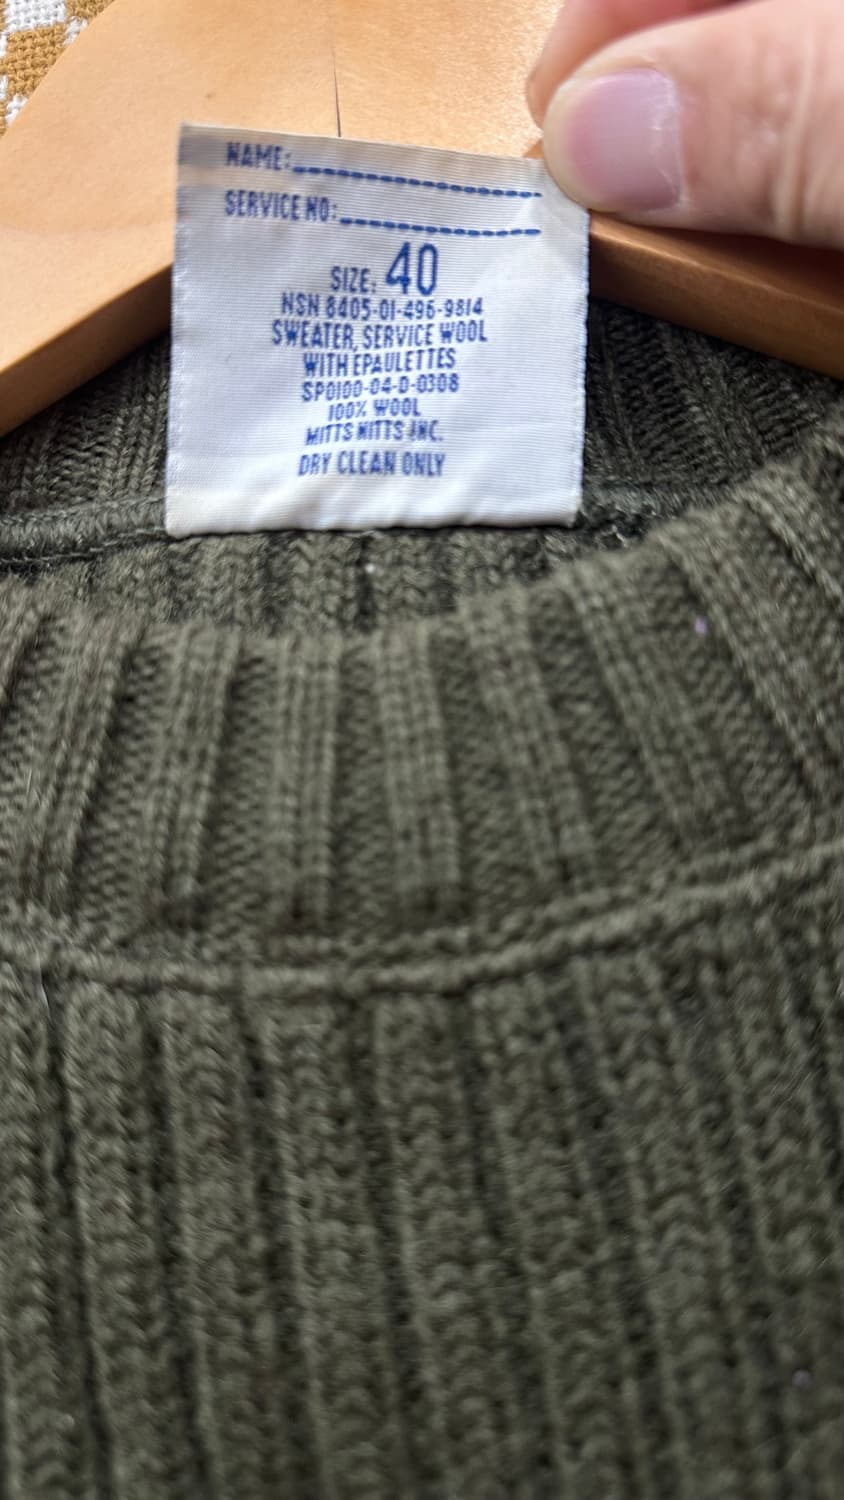 NAME:
SERVICE NO:
SIZE: 40
NSN 8405-01-496-9814
SWEATER, SERVICE WOOL
WITH EPAULETTES
SP0100-04-D-0308
100% WOOL
MITTS NITTS INC.
DRY CLEAN ONLY